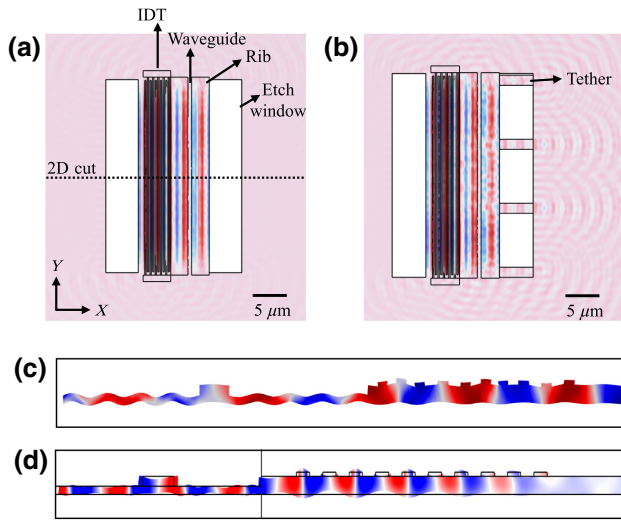 IDT
(a)
Waveguide
Rib
Etch
window
2D cut
Y
X
5 μm
(b)
Tether
5 μm
(c)
(d)